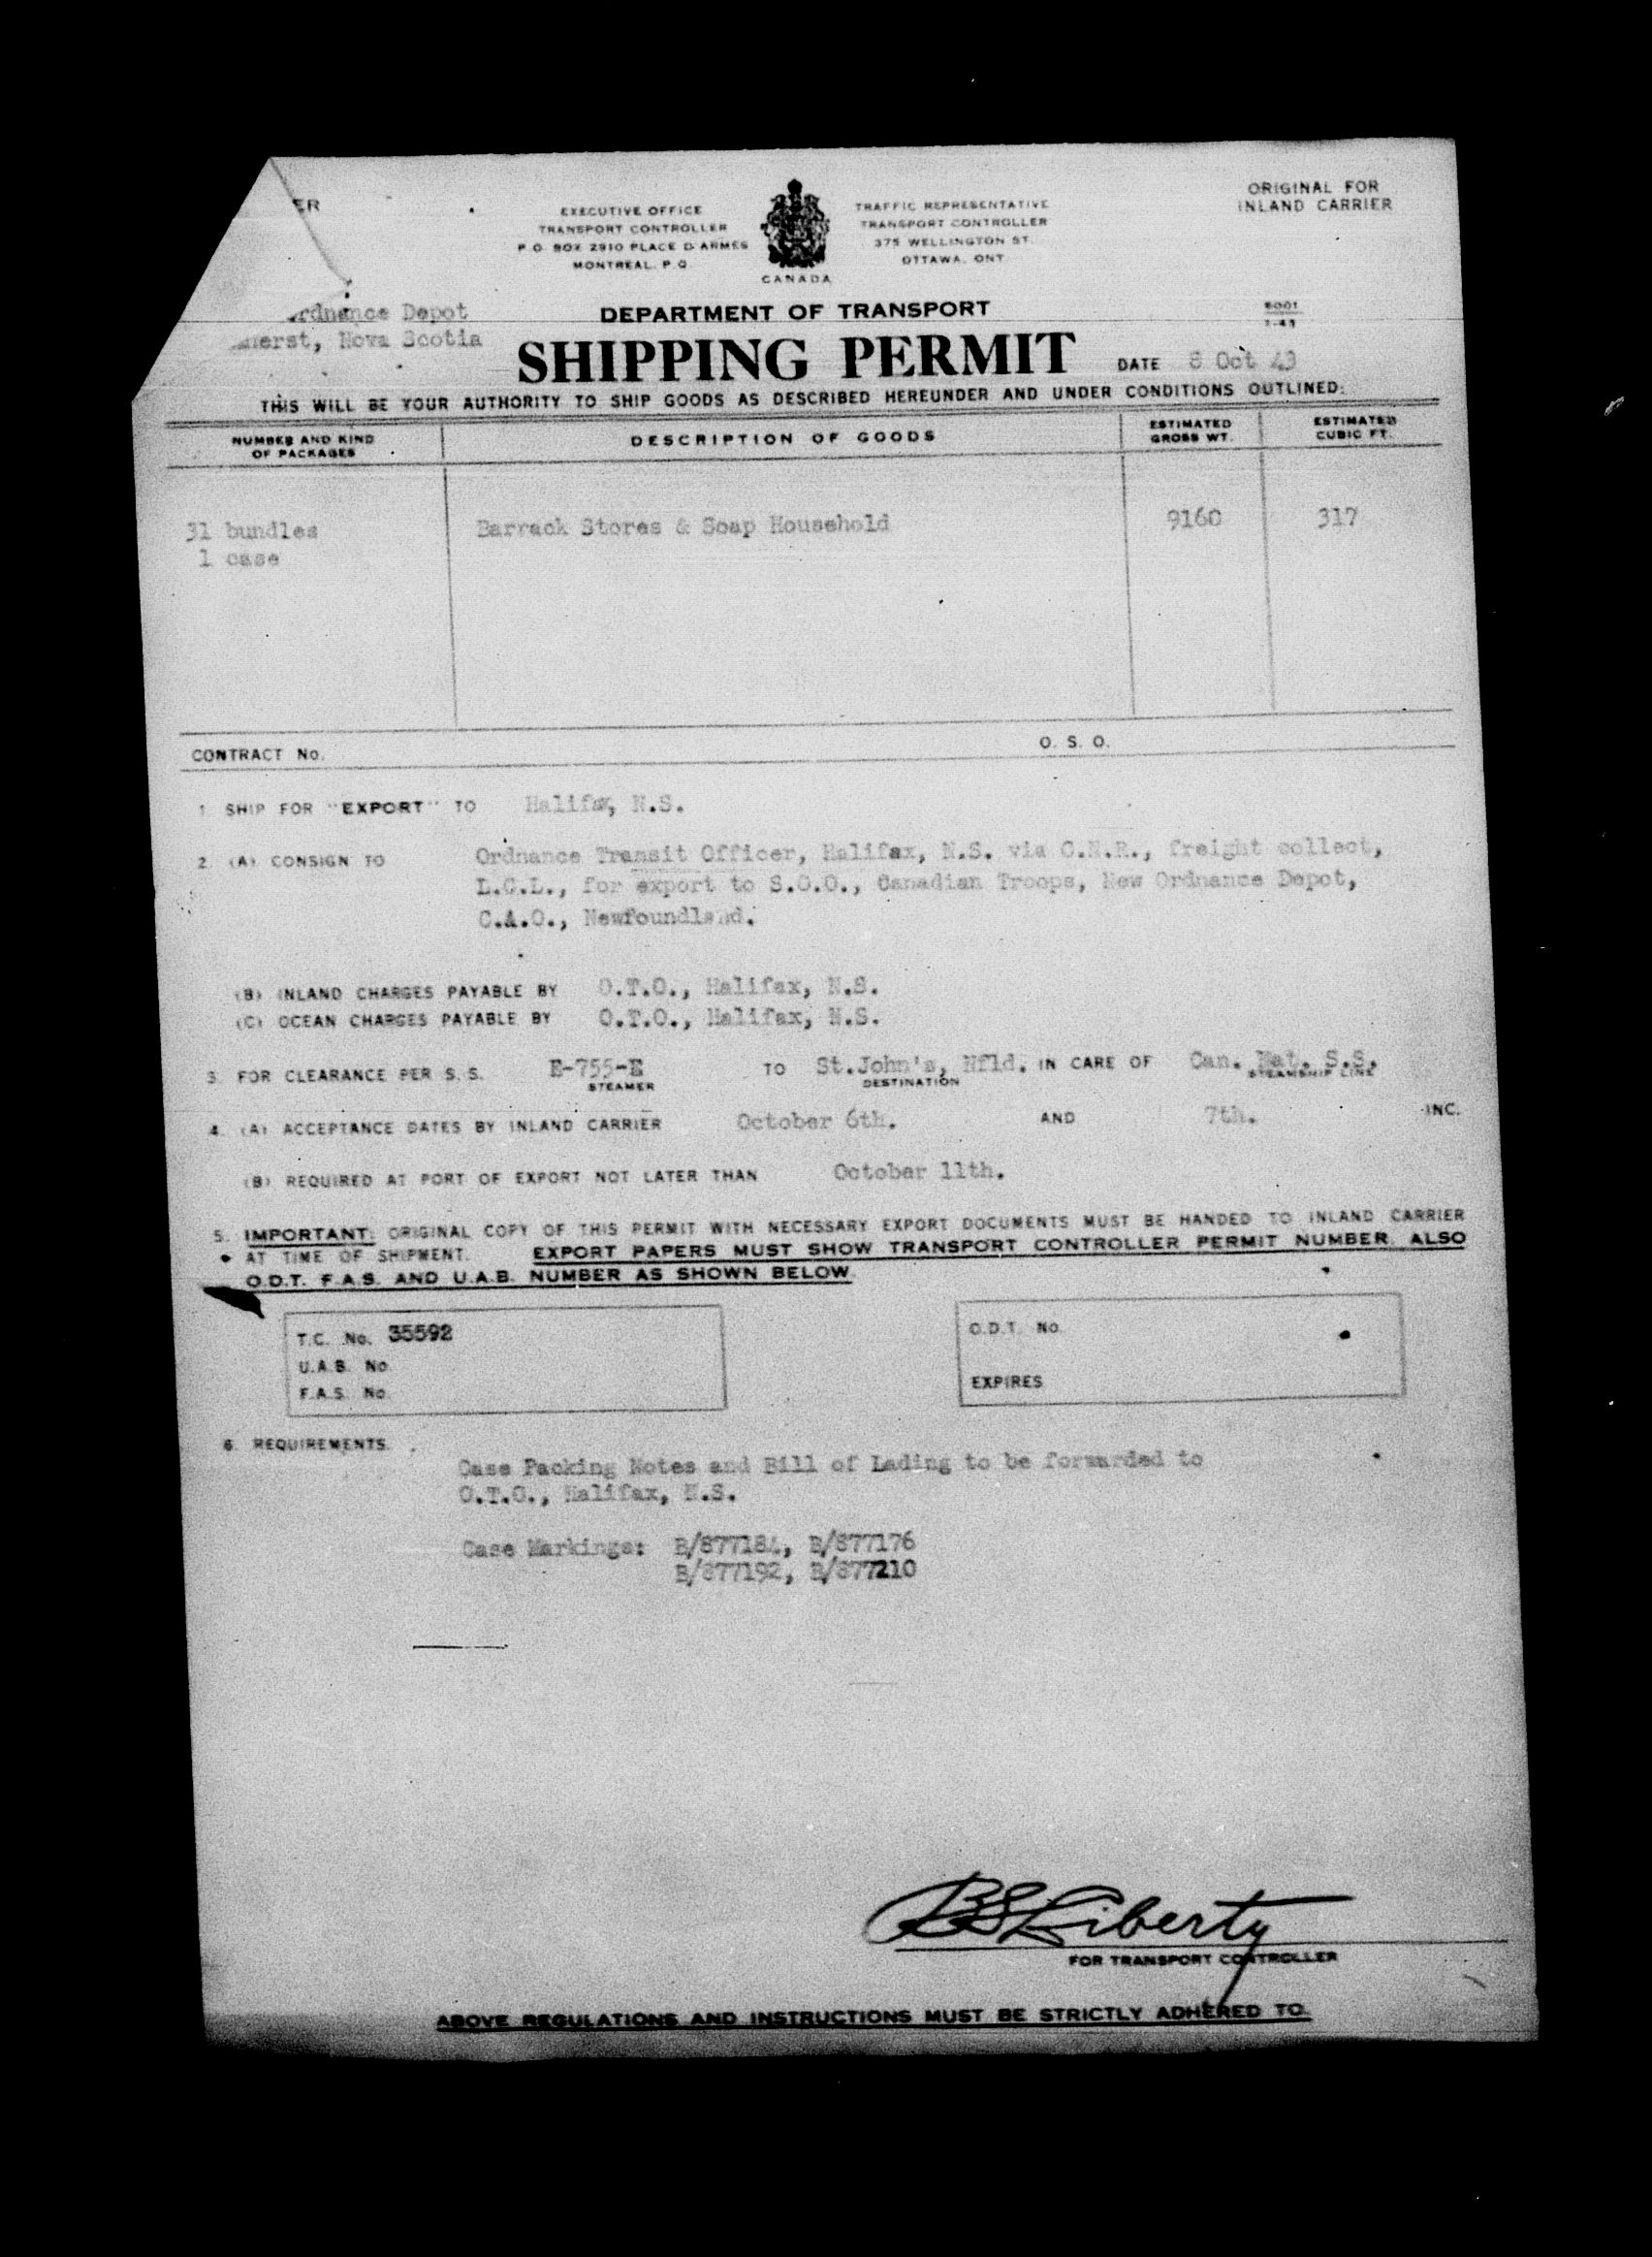 ER
EXECUTIVE OFFICE
TRANSPORT CONTROLLER
P.O. BOX 2910 PLACE D'ARMES
MONTREAL, P.Q.
CANADA
TRAFFIC REPRESENTATIVE
TRANSPORT CONTROLLER
375 WELLINGTON ST.
OTTAWA, ONT.
ORIGINAL FOR
INLAND CARRIER
rdnance Depot
herst, Nova Scotia
DEPARTMENT OF TRANSPORT
SHIPPING PERMIT
DATE Oct 43
THIS WILL BE YOUR AUTHORITY TO SHIP GOODS AS DESCRIBED HEREUNDER AND UNDER CONDITIONS OUTLINED:
NUMBER AND KIND OF PACKAGES
DESCRIPTION OF GOODS
ESTIMATED GROSS WT.
ESTIMATED CUBIC FT.
31 bundles Barrack Stores & Soap Household 9160 317
1 case
CONTRACT No. O. S. O.
1. SHIP FOR "EXPORT" TO Halifax, N.S.
2. (A) CONSIGN TO Ordnance Transit Officer, Halifax, N.S. via C.N.R., freight collect,
L.C.L., for export to S.O.O., Canadian Troops, New Ordnance Depot,
C.A.O., Newfoundland.
(B) INLAND CHARGES PAYABLE BY O.T.O., Halifax, N.S.
(C) OCEAN CHARGES PAYABLE BY O.T.O., Halifax, N.S.
3. FOR CLEARANCE PER S. S. E-755-E TO St.John's, Nfld. IN CARE OF Can. Nat. S.S.
STEAMER DESTINATION STEAMSHIP LINE
4. (A) ACCEPTANCE DATES BY INLAND CARRIER October 6th. AND 7th. INC.
(B) REQUIRED AT PORT OF EXPORT NOT LATER THAN October 11th.
5. IMPORTANT: ORIGINAL COPY OF THIS PERMIT WITH NECESSARY EXPORT DOCUMENTS MUST BE HANDED TO INLAND CARRIER
AT TIME OF SHIPMENT. EXPORT PAPERS MUST SHOW TRANSPORT CONTROLLER PERMIT NUMBER. ALSO
O.D.T. F.A.S. AND U.A.B. NUMBER AS SHOWN BELOW.
T.C. No. 35592
U.A.B. No.
F.A.S. No.
O.D.T. No.
EXPIRES
6. REQUIREMENTS.
Case Packing Notes and Bill of Lading to be forwarded to
O.T.O., Halifax, N.S.
Case Markings: B/877184, B/877176
B/877192, B/877210
BS Liberty
FOR TRANSPORT CONTROLLER
ABOVE REGULATIONS AND INSTRUCTIONS MUST BE STRICTLY ADHERED TO.